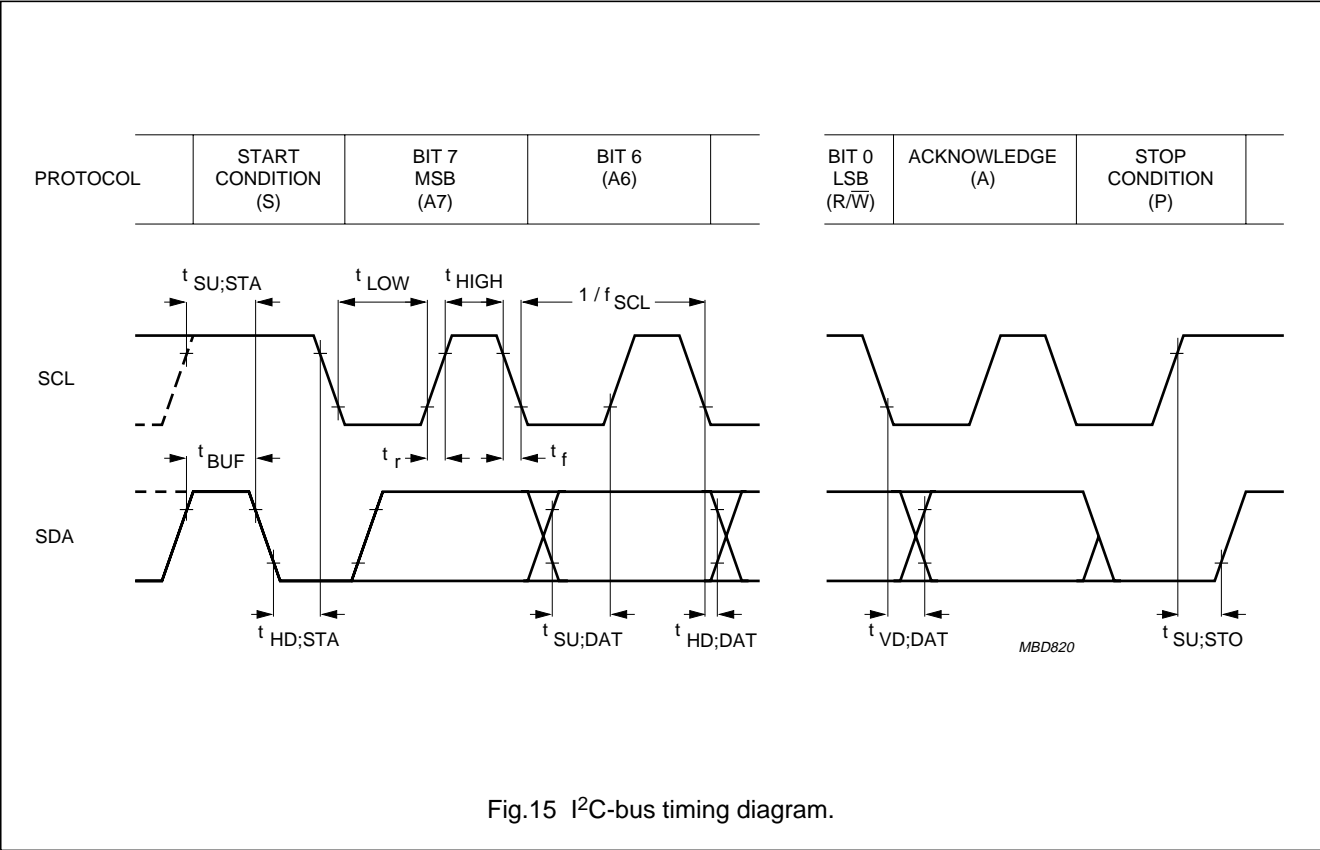 PROTOCOL
START
CONDITION
(S)
BIT 7
MSB
(A7)
BIT 6
(A6)
BIT 0
LSB
(R/W̅)
ACKNOWLEDGE
(A)
STOP
CONDITION
(P)
t SU;STA
t LOW
t HIGH
1 / f SCL
SCL
t BUF
t r
t f
SDA
t HD;STA
t SU;DAT
t HD;DAT
t VD;DAT
MBD820
t SU;STO
Fig.15 I²C-bus timing diagram.